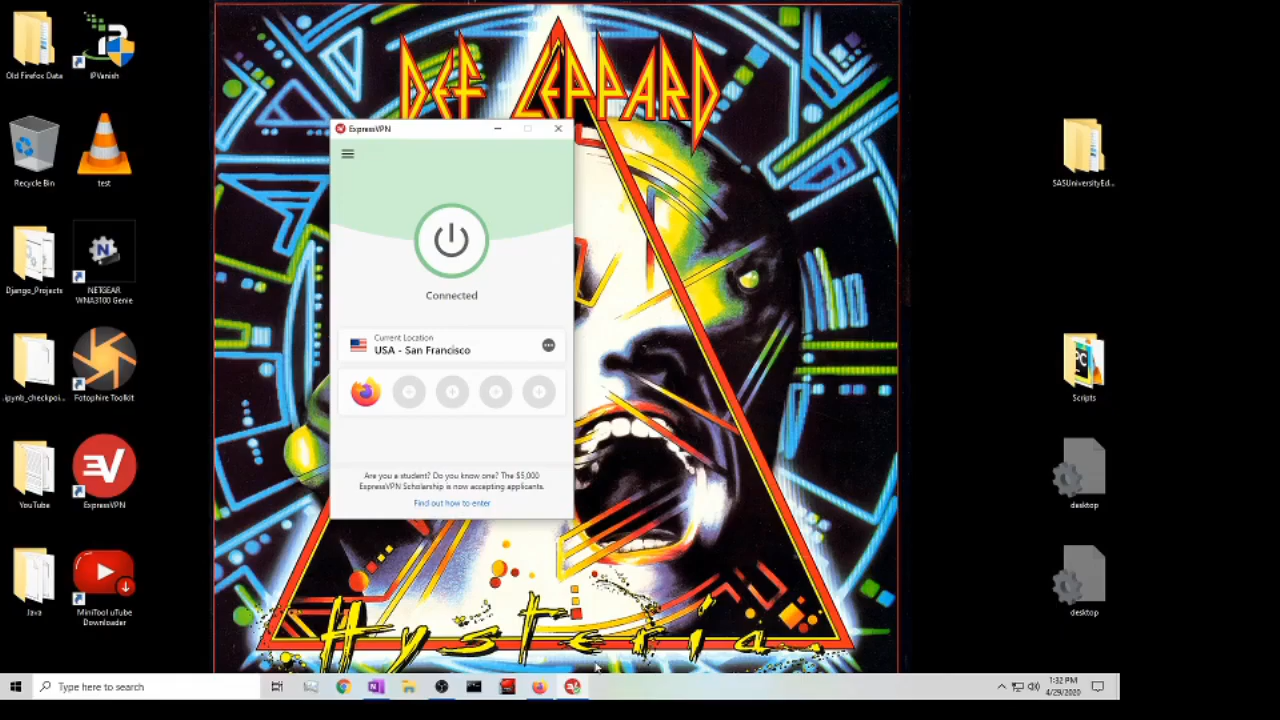 Old Firefox Data
IPVanish
Recycle Bin
test
Django_Projects
NETGEAR
WNA3100 Genie
.ipynb_checkpoi...
Fotophire Toolkit
YouTube
ExpressVPN
Java
MiniTool uTube
Downloader
DEF LEPPARD
Hysteria
ExpressVPN
Connected
Current Location
USA - San Francisco
Are you a student? Do you know one? The $5,000
ExpressVPN Scholarship is now accepting applicants.
Find out how to enter
SASUniversityEd...
PC
Scripts
desktop
desktop
Type here to search
1:32 PM
4/29/2020